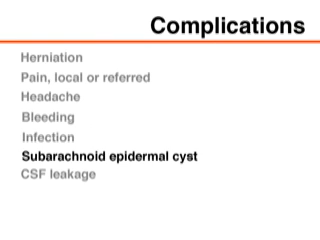 Complications
Herniation
Pain, local or referred
Headache
Bleeding
Infection
Subarachnoid epidermal cyst
CSF leakage